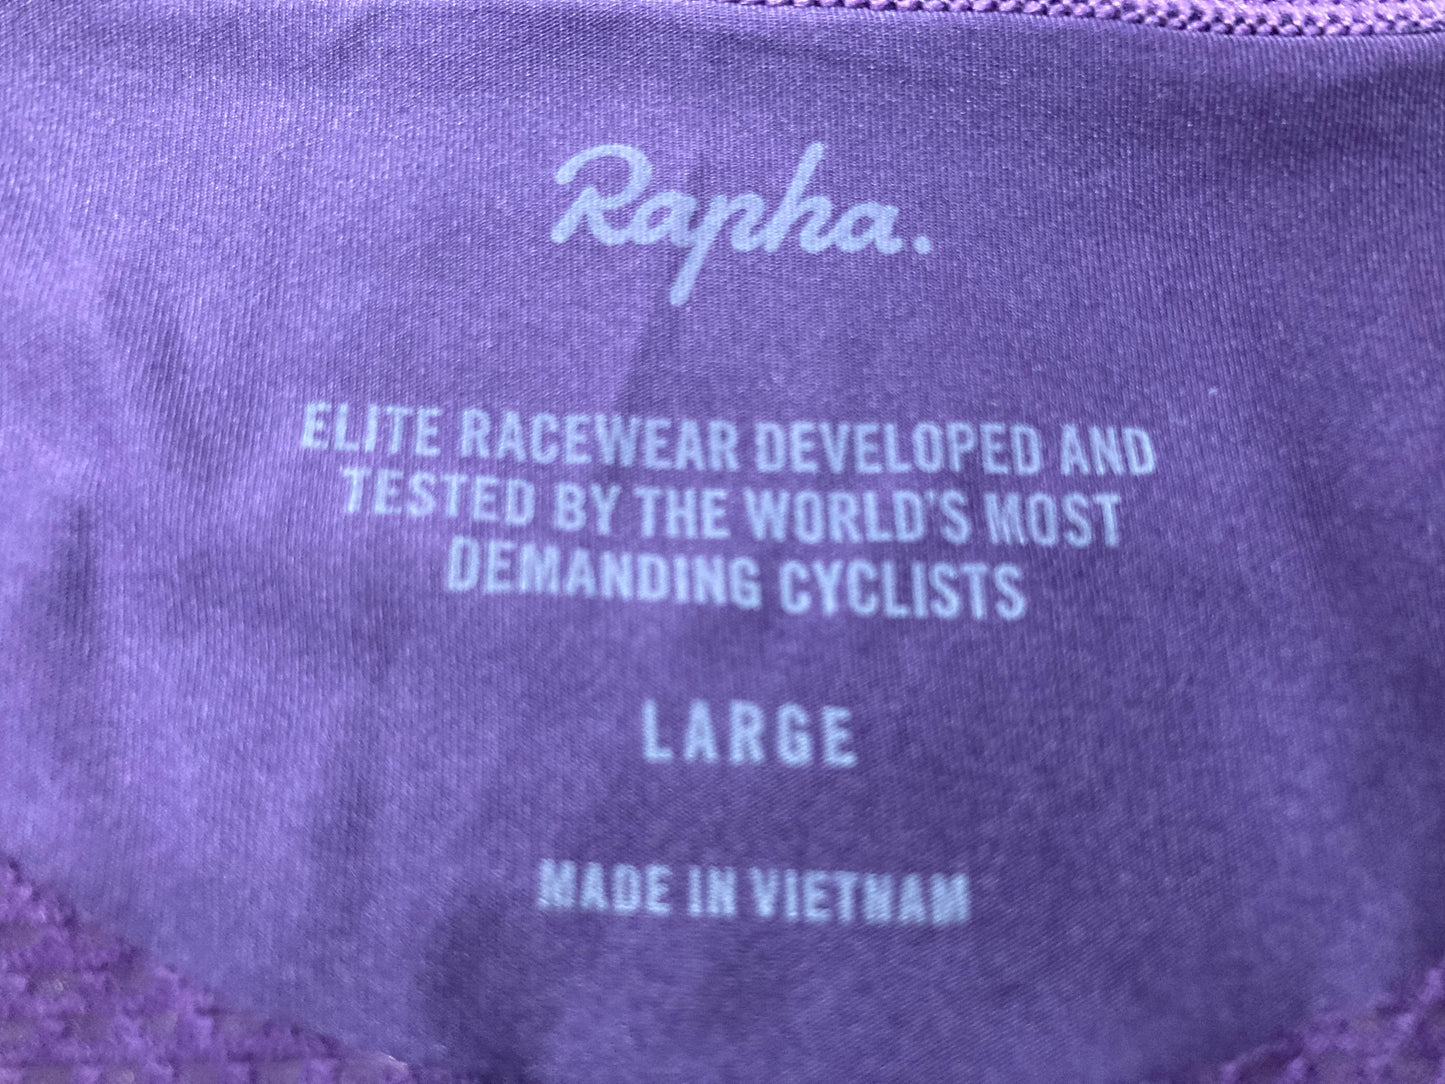 Rapha.
ELITE RACEWEAR DEVELOPED AND
TESTED BY THE WORLD'S MOST
DEMANDING CYCLISTS
LARGE
MADE IN VIETNAM